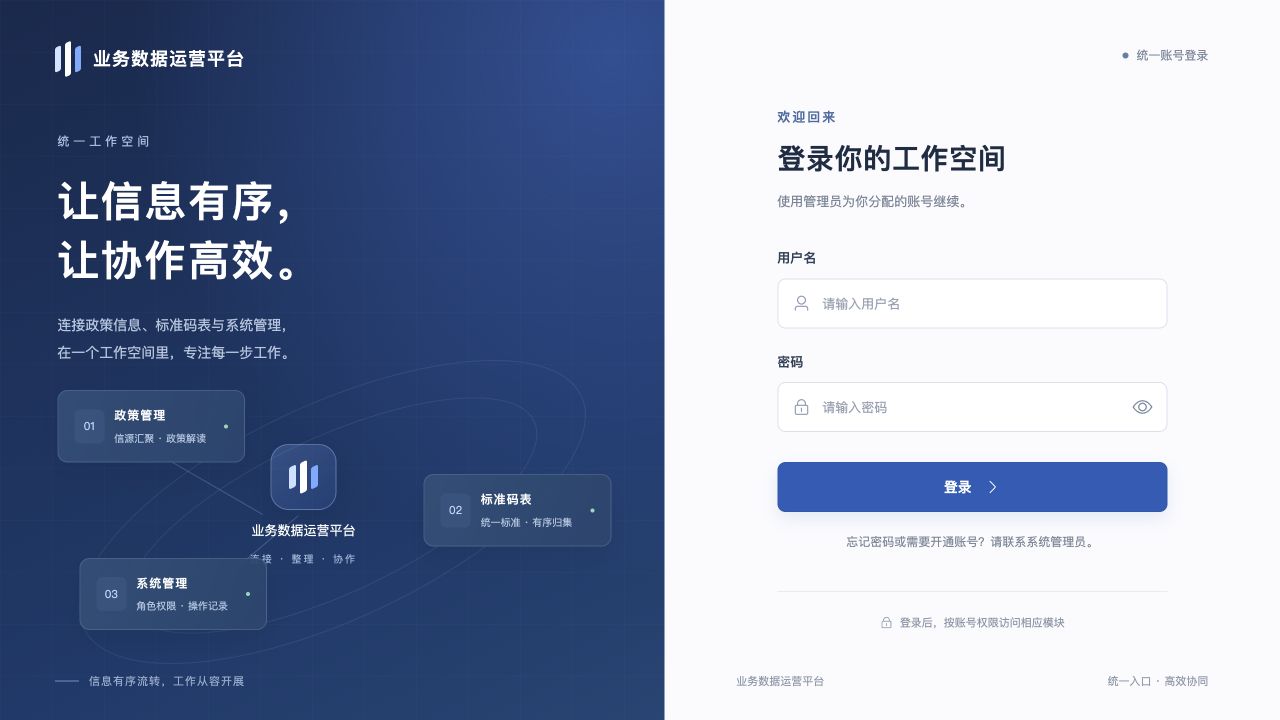 业务数据运营平台
统一工作空间
让信息有序，
让协作高效。
连接政策信息、标准码表与系统管理，
在一个工作空间里，专注每一步工作。
01
政策管理
信源汇聚 · 政策解读
业务数据运营平台
连接 · 整理 · 协作
02
标准码表
统一标准 · 有序归集
03
系统管理
角色权限 · 操作记录
信息有序流转，工作从容开展
统一账号登录
欢迎回来
登录你的工作空间
使用管理员为你分配的账号继续。
用户名
请输入用户名
密码
请输入密码
登录
忘记密码或需要开通账号？请联系系统管理员。
登录后，按账号权限访问相应模块
业务数据运营平台
统一入口 · 高效协同